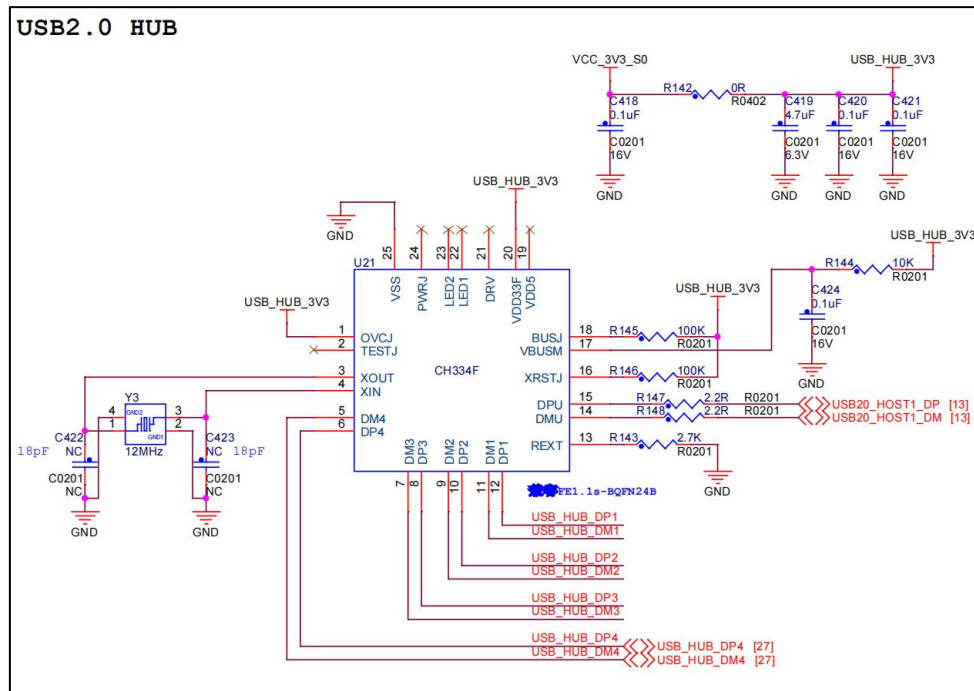 USB2.0 HUB
VCC_3V3_S0
USB_HUB_3V3
R142
0R
R0402
C418
0.1uF
C0201
16V
GND
C419
4.7uF
C0201
6.3V
GND
C420
0.1uF
C0201
16V
GND
C421
0.1uF
C0201
16V
GND
USB_HUB_3V3
GND
25
24
23
22
21
20
19
U21
VSS
PWRJ
LED2
LED1
DRV
VDD33F
VDD5
USB_HUB_3V3
1
OVCJ
2
TESTJ
3
XOUT
4
XIN
5
DM4
6
DP4
CH334F
BUSJ
18
VBUSM
17
XRSTJ
16
DPU
15
DMU
14
REXT
13
DM3
DP3
DM2
DP2
DM1
DP1
7
8
9
10
11
12
FE1.1s-BQFN24B
USB_HUB_3V3
R144
10K
R0201
C424
0.1uF
C0201
16V
GND
USB_HUB_3V3
R145
100K
R0201
R146
100K
R0201
R147
2.2R
R0201
USB20_HOST1_DP [13]
R148
2.2R
R0201
USB20_HOST1_DM [13]
R143
2.7K
R0201
GND
Y3
4
GND2
3
1
GND1
2
12MHz
C422
NC
18pF
C0201
NC
GND
C423
NC
18pF
C0201
NC
GND
USB_HUB_DP1
USB_HUB_DM1
USB_HUB_DP2
USB_HUB_DM2
USB_HUB_DP3
USB_HUB_DM3
USB_HUB_DP4
USB_HUB_DP4 [27]
USB_HUB_DM4
USB_HUB_DM4 [27]